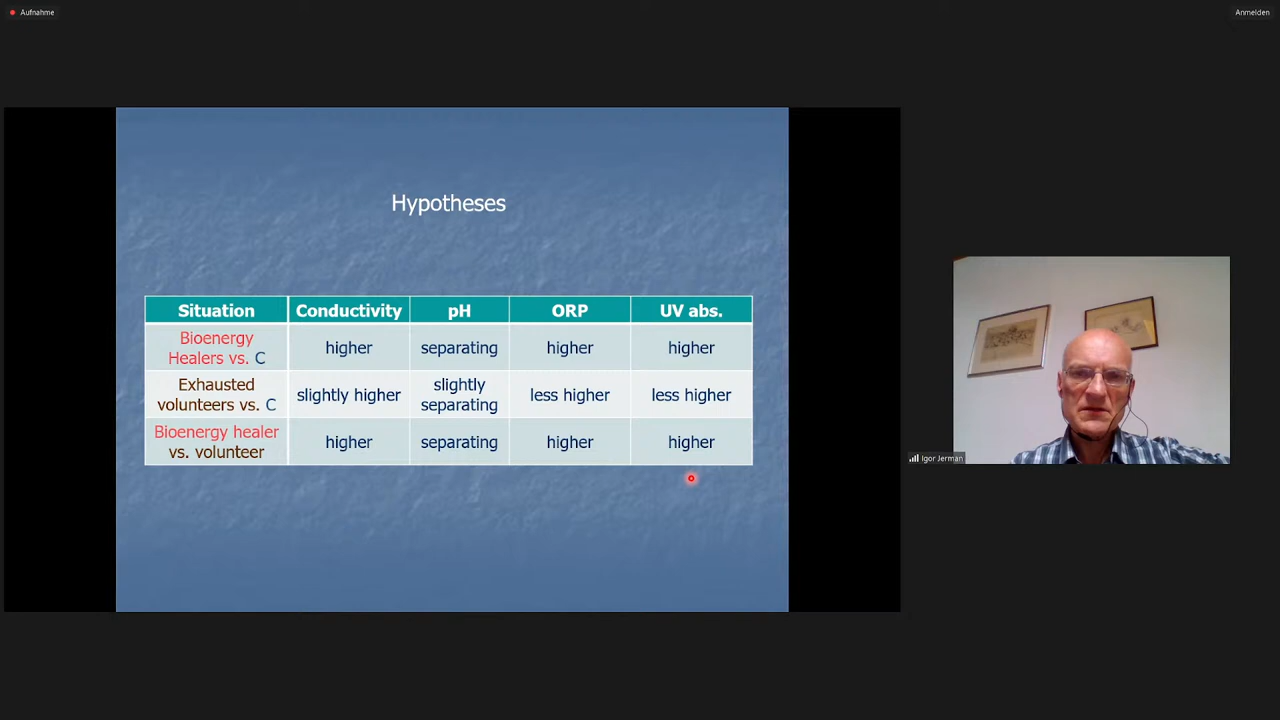 Aufnahme
Anmelden
Hypotheses
Situation Conductivity pH ORP UV abs.
Bioenergy
Healers vs. C
higher separating higher higher
Exhausted
volunteers vs. C
slightly higher
slightly
separating
less higher less higher
Bioenergy healer
vs. volunteer
higher separating higher higher
Igor Jerman